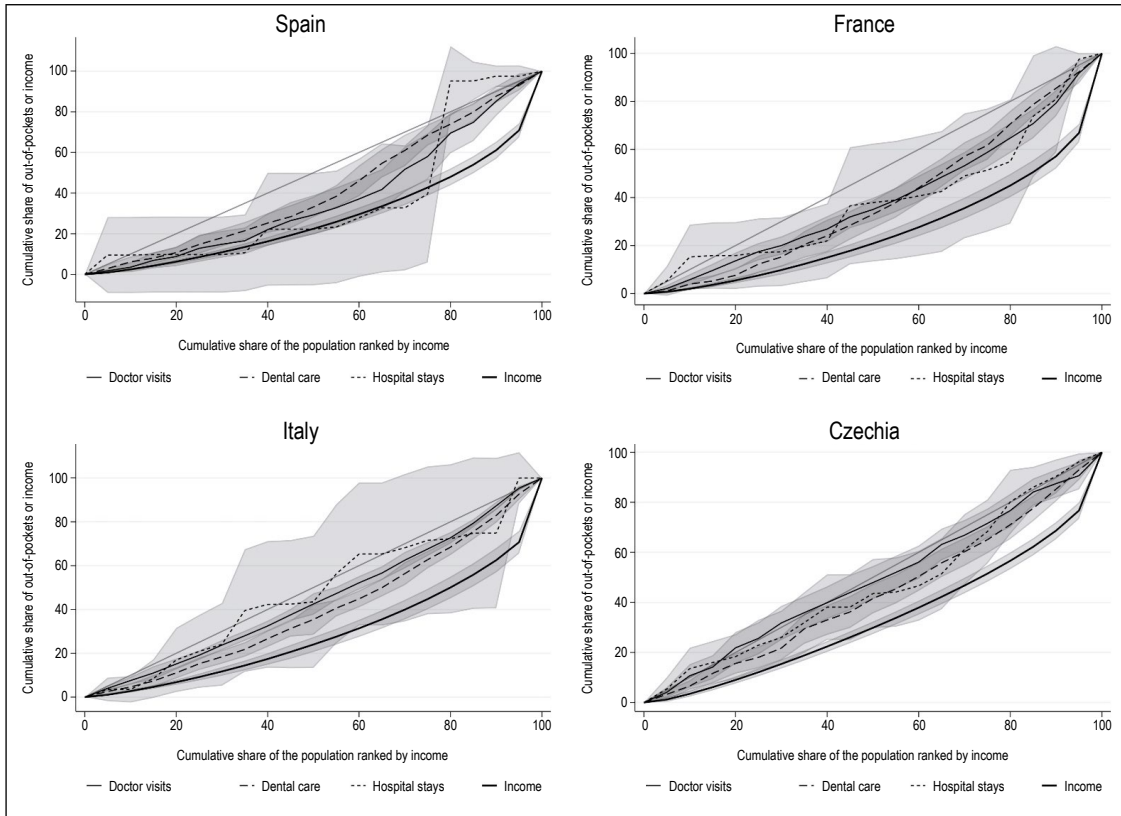 Spain
Cumulative share of out-of-pockets or income
100
80
60
40
20
0
0 20 40 60 80 100
Cumulative share of the population ranked by income
Doctor visits Dental care Hospital stays Income
France
Cumulative share of out-of-pockets or income
100
80
60
40
20
0
0 20 40 60 80 100
Cumulative share of the population ranked by income
Doctor visits Dental care Hospital stays Income
Italy
Cumulative share of out-of-pockets or income
100
80
60
40
20
0
0 20 40 60 80 100
Cumulative share of the population ranked by income
Doctor visits Dental care Hospital stays Income
Czechia
Cumulative share of out-of-pockets or income
100
80
60
40
20
0
0 20 40 60 80 100
Cumulative share of the population ranked by income
Doctor visits Dental care Hospital stays Income